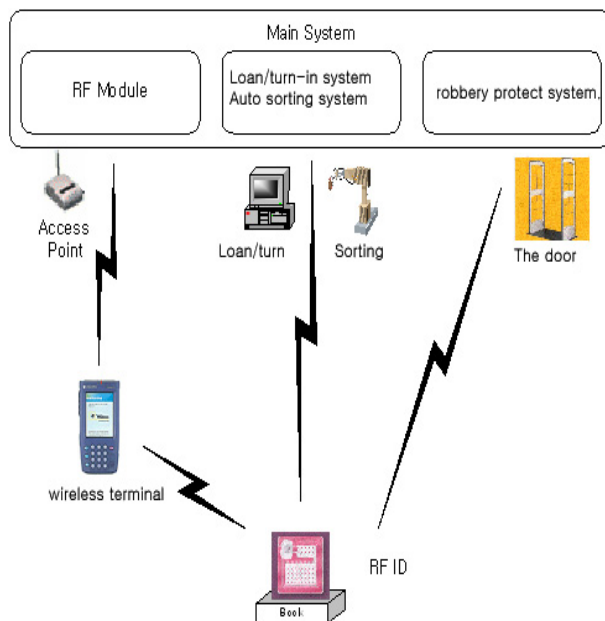 Main System
RF Module
Loan/turn-in system
Auto sorting system
robbery protect system.
Access
Point
Loan/turn
Sorting
The door
wireless terminal
RF ID
Book